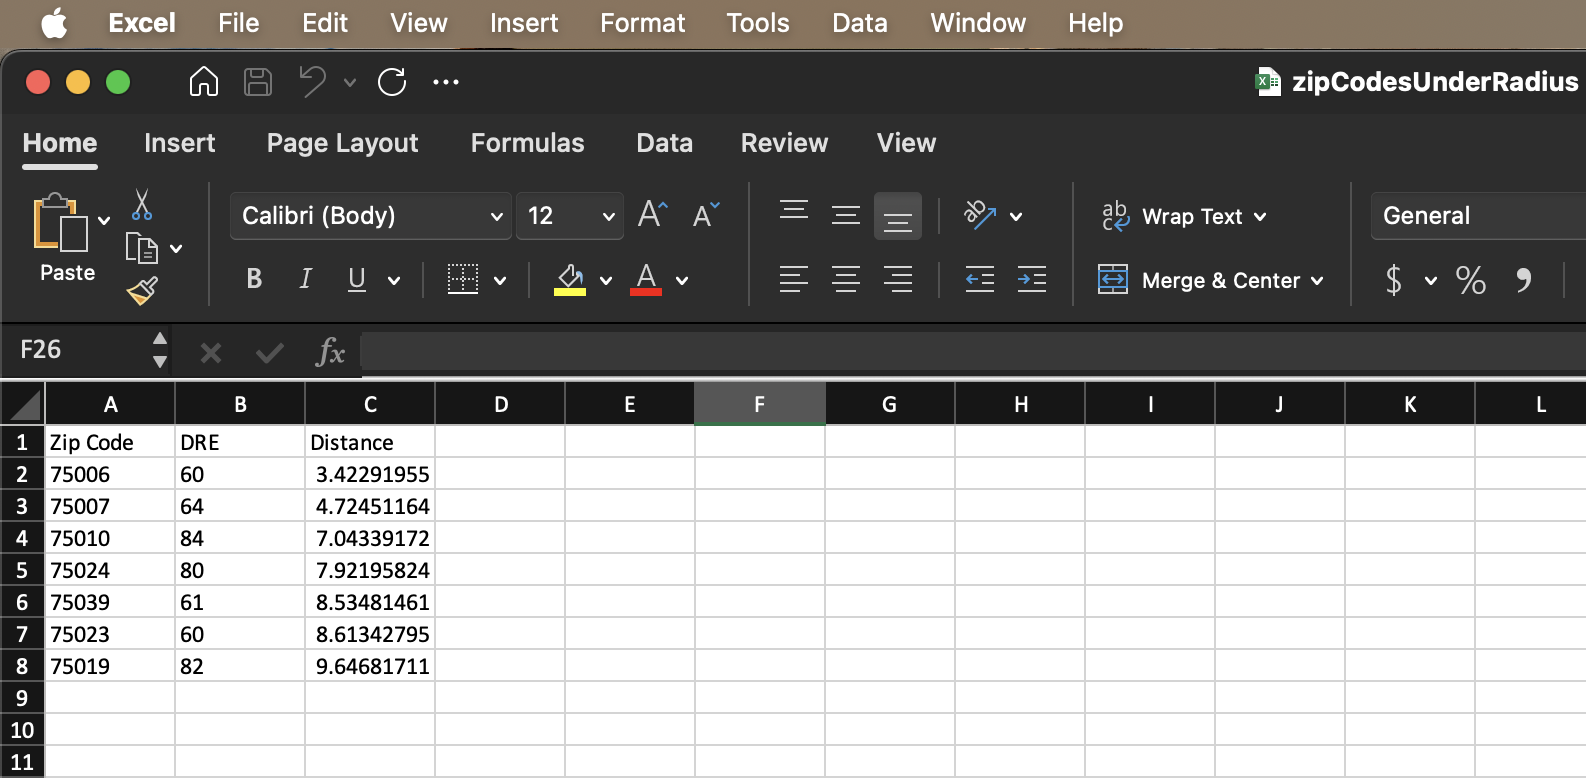 Excel File Edit View Insert Format Tools Data Window Help
zipCodesUnderRadius
Home Insert Page Layout Formulas Data Review View
Calibri (Body) 12 A A ab Wrap Text General
ab
c
Paste B I U A Merge & Center $ % ,
F26 fx
A B C D E F G H I J K L
1 Zip Code DRE Distance
2 75006 60 3.42291955
3 75007 64 4.72451164
4 75010 84 7.04339172
5 75024 80 7.92195824
6 75039 61 8.53481461
7 75023 60 8.61342795
8 75019 82 9.64681711
9
10
11